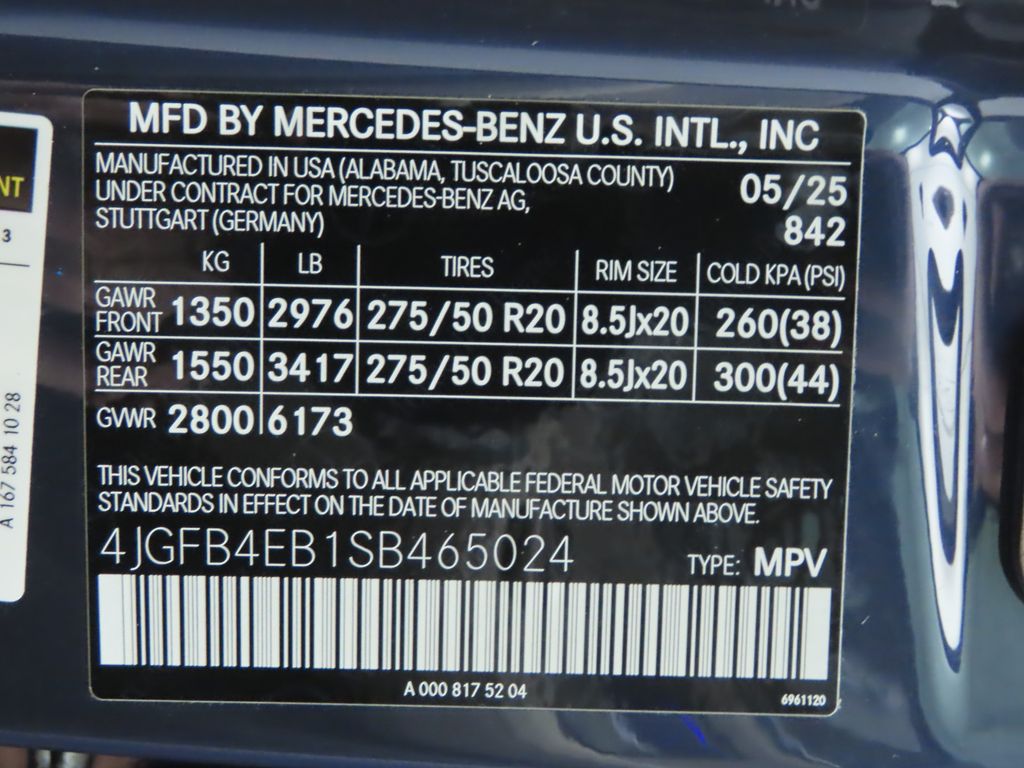 MFD BY MERCEDES-BENZ U.S. INTL., INC
MANUFACTURED IN USA (ALABAMA, TUSCALOOSA COUNTY)
UNDER CONTRACT FOR MERCEDES-BENZ AG,
STUTTGART (GERMANY)
05/25
842
KG LB TIRES RIM SIZE COLD KPA (PSI)
GAWR FRONT 1350 2976 275/50 R20 8.5Jx20 260(38)
GAWR REAR 1550 3417 275/50 R20 8.5Jx20 300(44)
GVWR 2800 6173
THIS VEHICLE CONFORMS TO ALL APPLICABLE FEDERAL MOTOR VEHICLE SAFETY
STANDARDS IN EFFECT ON THE DATE OF MANUFACTURE SHOWN ABOVE.
4JGFB4EB1SB465024 TYPE: MPV
A 000 817 52 04
6961120
NT
3
A 167 584 10 28